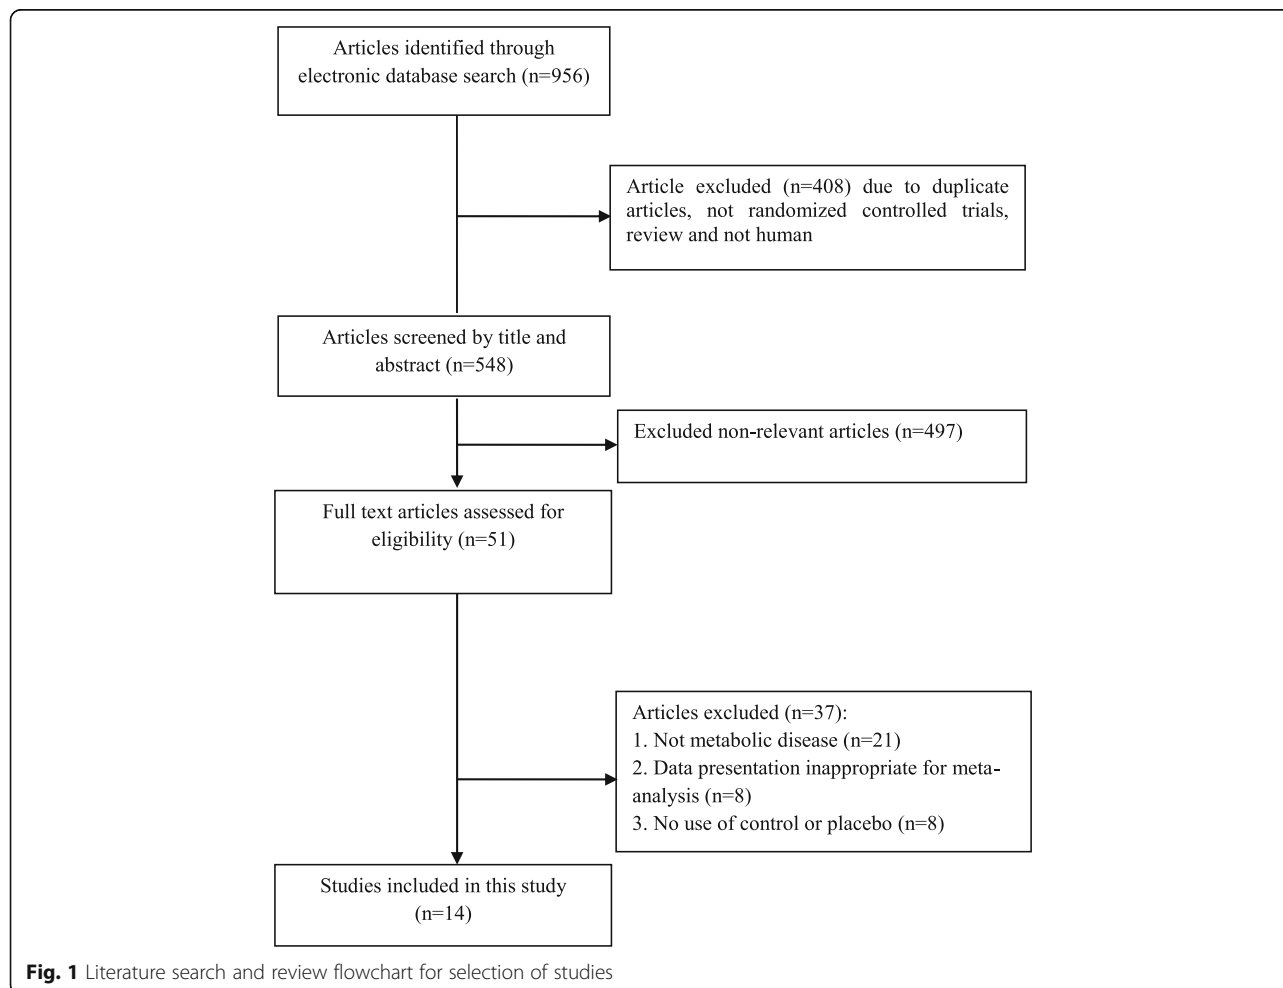 Articles identified through
electronic database search (n=956)
Article excluded (n=408) due to duplicate
articles, not randomized controlled trials,
review and not human
Articles screened by title and
abstract (n=548)
Excluded non-relevant articles (n=497)
Full text articles assessed for
eligibility (n=51)
Articles excluded (n=37):
1. Not metabolic disease (n=21)
2. Data presentation inappropriate for meta-
analysis (n=8)
3. No use of control or placebo (n=8)
Studies included in this study
(n=14)
Fig. 1 Literature search and review flowchart for selection of studies